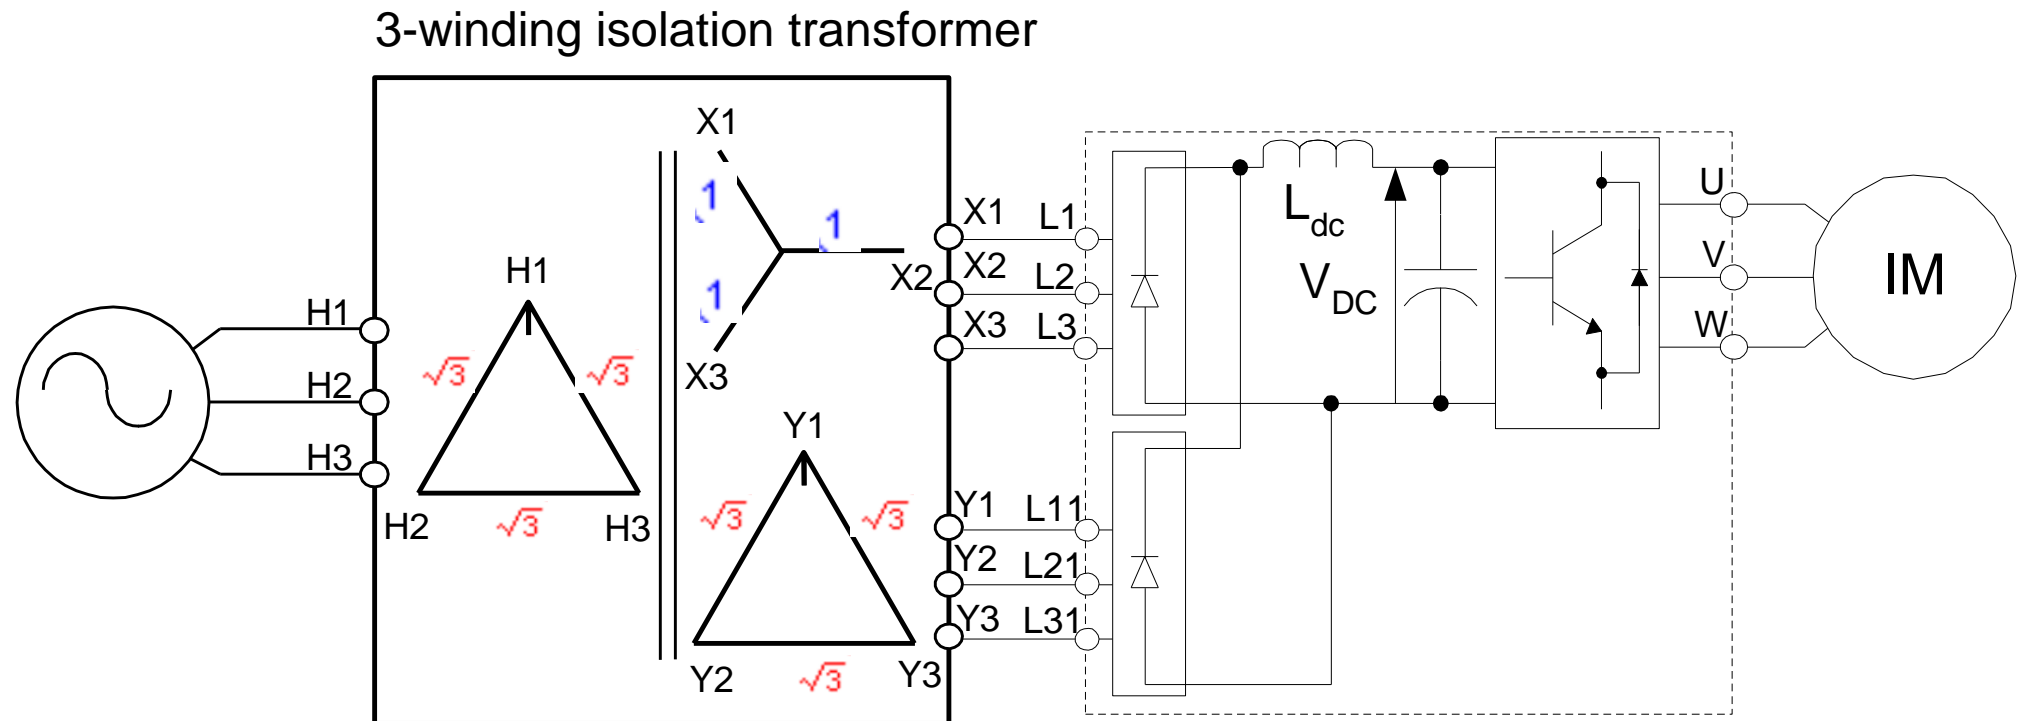 3-winding isolation transformer
X1
1
1
X2
1
X3
H1
√3
√3
√3
H2
H3
Y1
√3
√3
√3
Y2
Y3
H1
H2
H3
X1
X2
X3
Y1
Y2
Y3
L1
L2
L3
L11
L21
L31
Ldc
VDC
U
V
W
IM